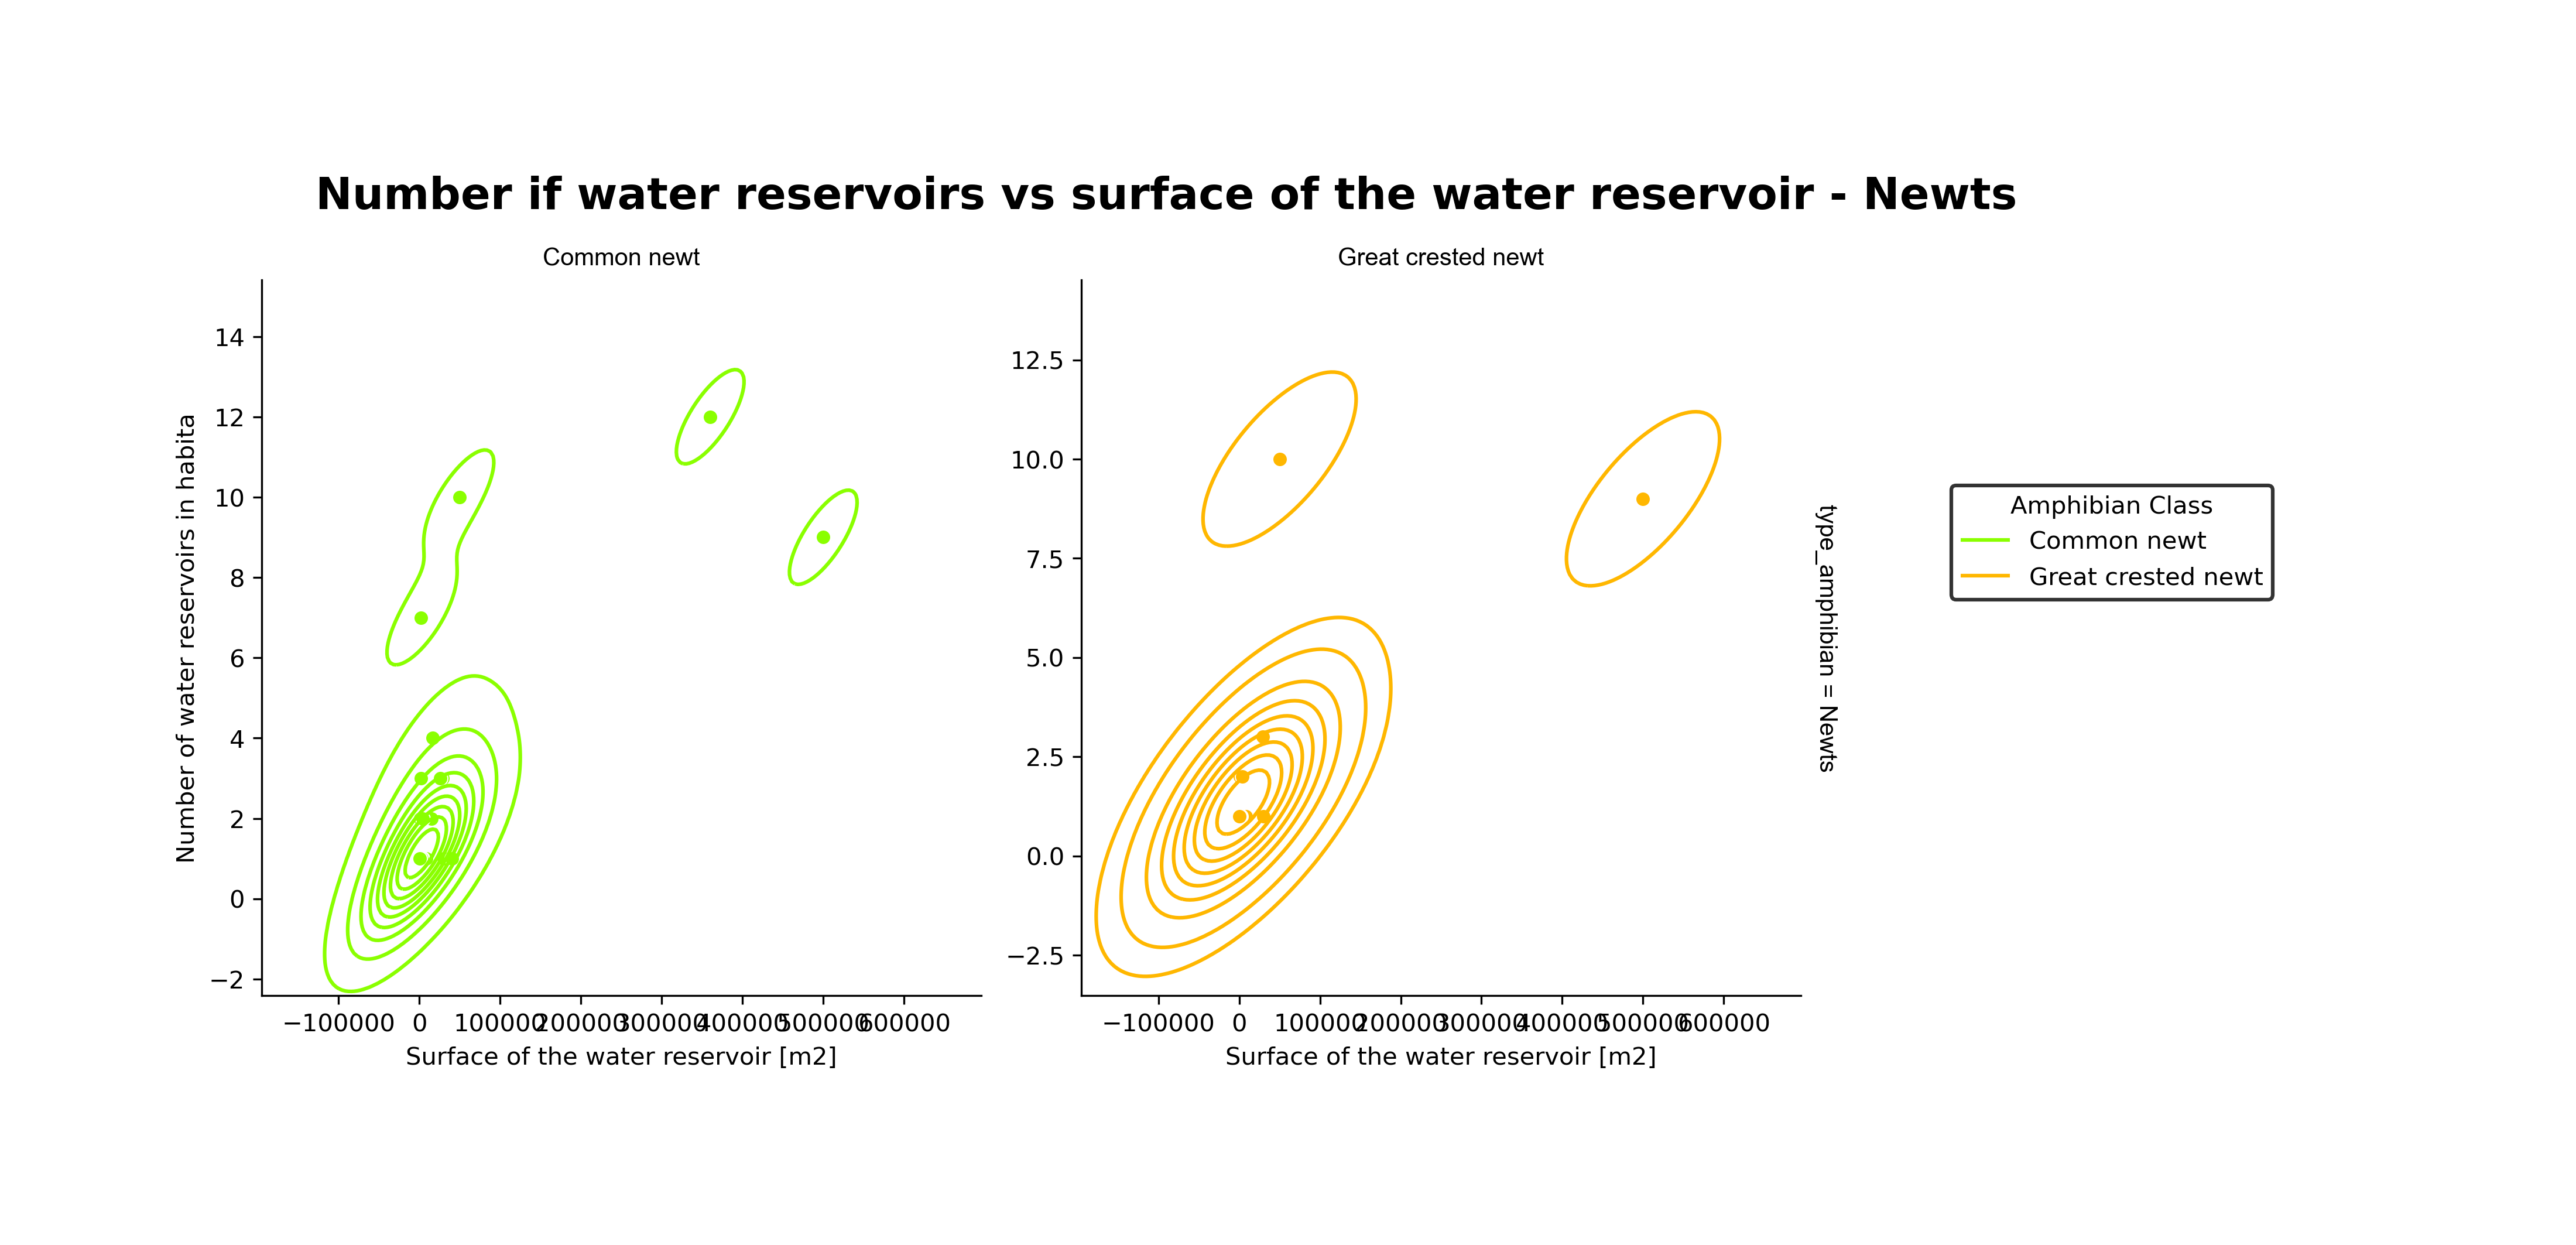 Number if water reservoirs vs surface of the water reservoir - Newts
Common newt
Great crested newt
Number of water reservoirs in habita
14
12
10
8
6
4
2
0
−2
−100000 0 100000 200000 300000 400000 500000 600000
Surface of the water reservoir [m2]
12.5
10.0
7.5
5.0
2.5
0.0
−2.5
−100000 0 100000 200000 300000 400000 500000 600000
Surface of the water reservoir [m2]
type_amphibian = Newts
Amphibian Class
Common newt
Great crested newt